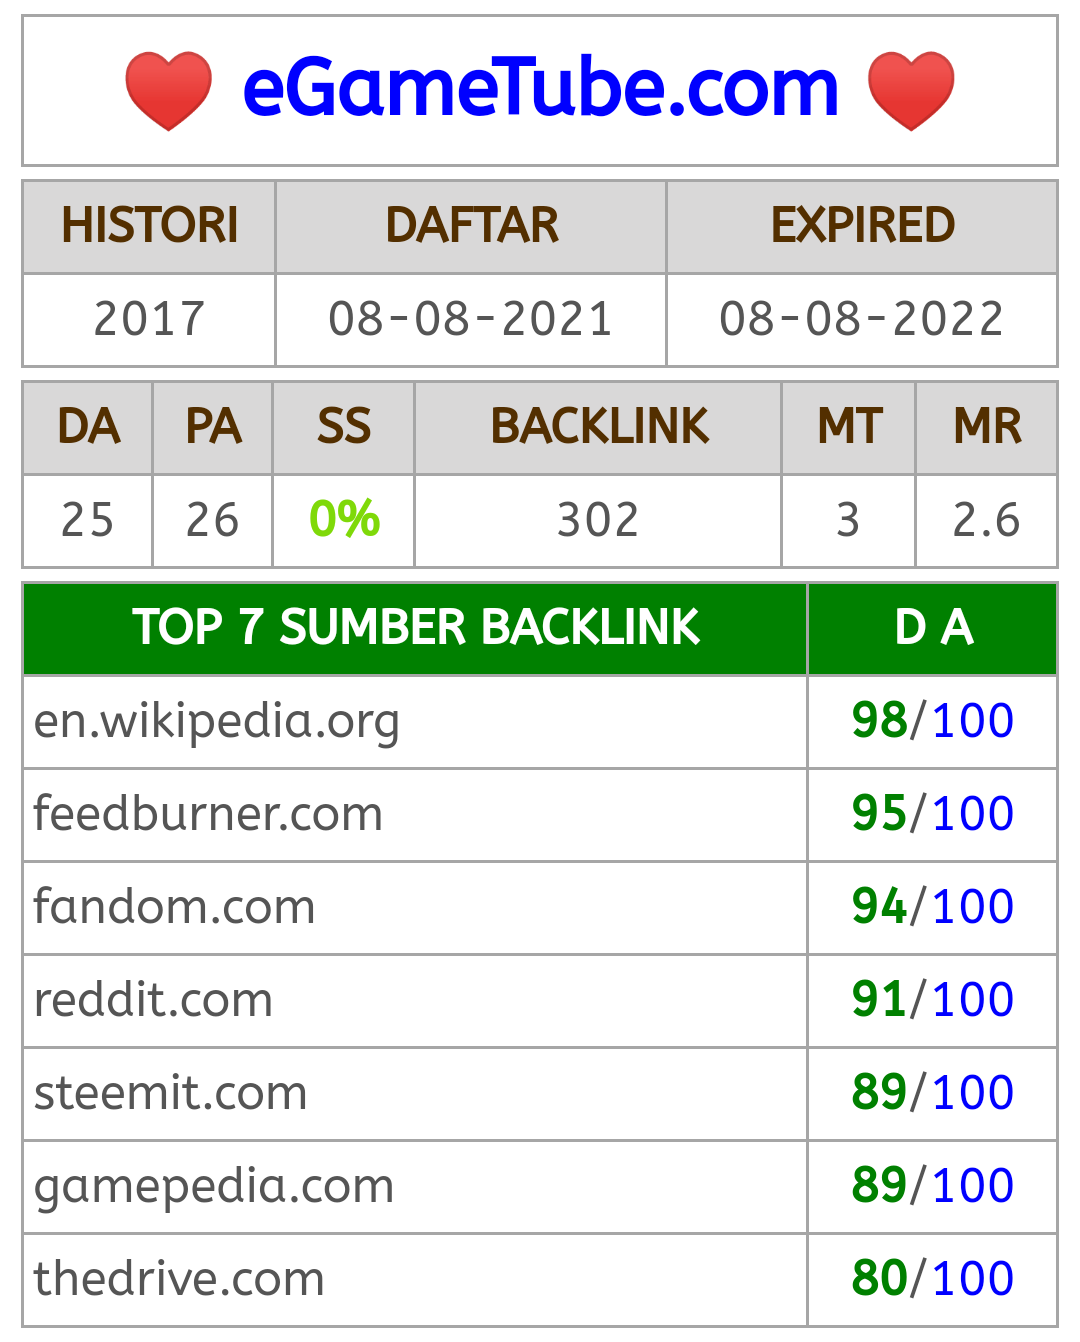 eGameTube.com
HISTORI DAFTAR EXPIRED
2017 08-08-2021 08-08-2022
DA PA SS BACKLINK MT MR
25 26 0% 302 3 2.6
TOP 7 SUMBER BACKLINK D A
en.wikipedia.org 98/100
feedburner.com 95/100
fandom.com 94/100
reddit.com 91/100
steemit.com 89/100
gamepedia.com 89/100
thedrive.com 80/100